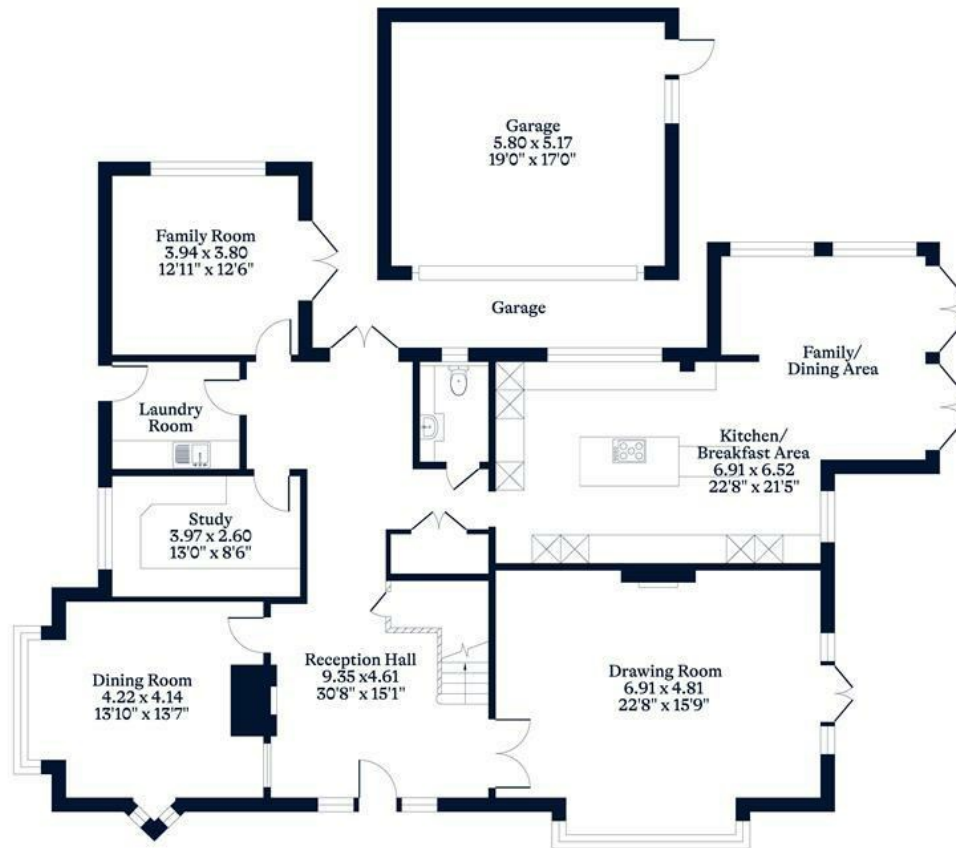 Garage
5.80 x 5.17
19'0" x 17'0"
Family Room
3.94 x 3.80
12'11" x 12'6"
Garage
Family/
Dining Area
Laundry
Room
Kitchen/
Breakfast Area
6.91 x 6.52
22'8" x 21'5"
Study
3.97 x 2.60
13'0" x 8'6"
Reception Hall
9.35 x4.61
30'8" x 15'1"
Dining Room
4.22 x 4.14
13'10" x 13'7"
Drawing Room
6.91 x 4.81
22'8" x 15'9"